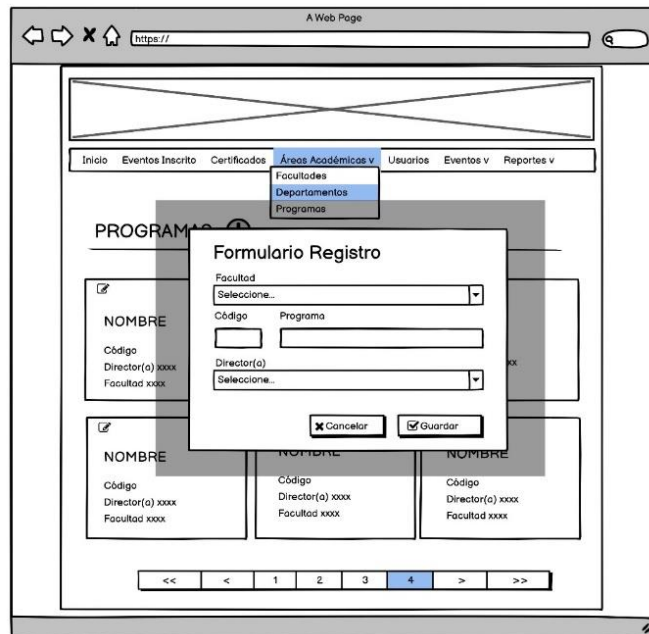 A Web Page
https://
Inicio Eventos Inscrito Certificados Áreas Académicas v Usuarios Eventos v Reportes v
Facultades
Departamentos
Programas
PROGRAMAS
Formulario Registro
Facultad
Seleccione...
Código Programa
Director(a)
Seleccione...
Cancelar Guardar
NOMBRE
Código
Director(a) xxxx
Facultad xxxx
xx
NOMBRE NOMBRE NOMBRE
Código Código Código
Director(a) xxxx Director(a) xxxx Director(a) xxxx
Facultad xxxx Facultad xxxx Facultad xxxx
<< < 1 2 3 4 > >>